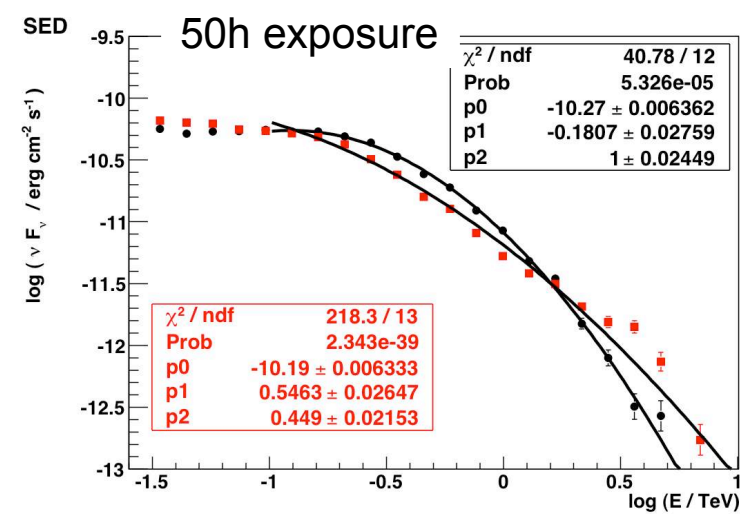 SED
50h exposure
χ² / ndf 40.78 / 12
Prob 5.326e-05
p0 -10.27 ± 0.006362
p1 -0.1807 ± 0.02759
p2 1 ± 0.02449
log ( ν Fν / erg cm⁻² s⁻¹)
-9.5
-10
-10.5
-11
-11.5
-12
-12.5
-13
χ² / ndf 218.3 / 13
Prob 2.343e-39
p0 -10.19 ± 0.006333
p1 0.5463 ± 0.02647
p2 0.449 ± 0.02153
-1.5 -1 -0.5 0 0.5 1
log (E / TeV)